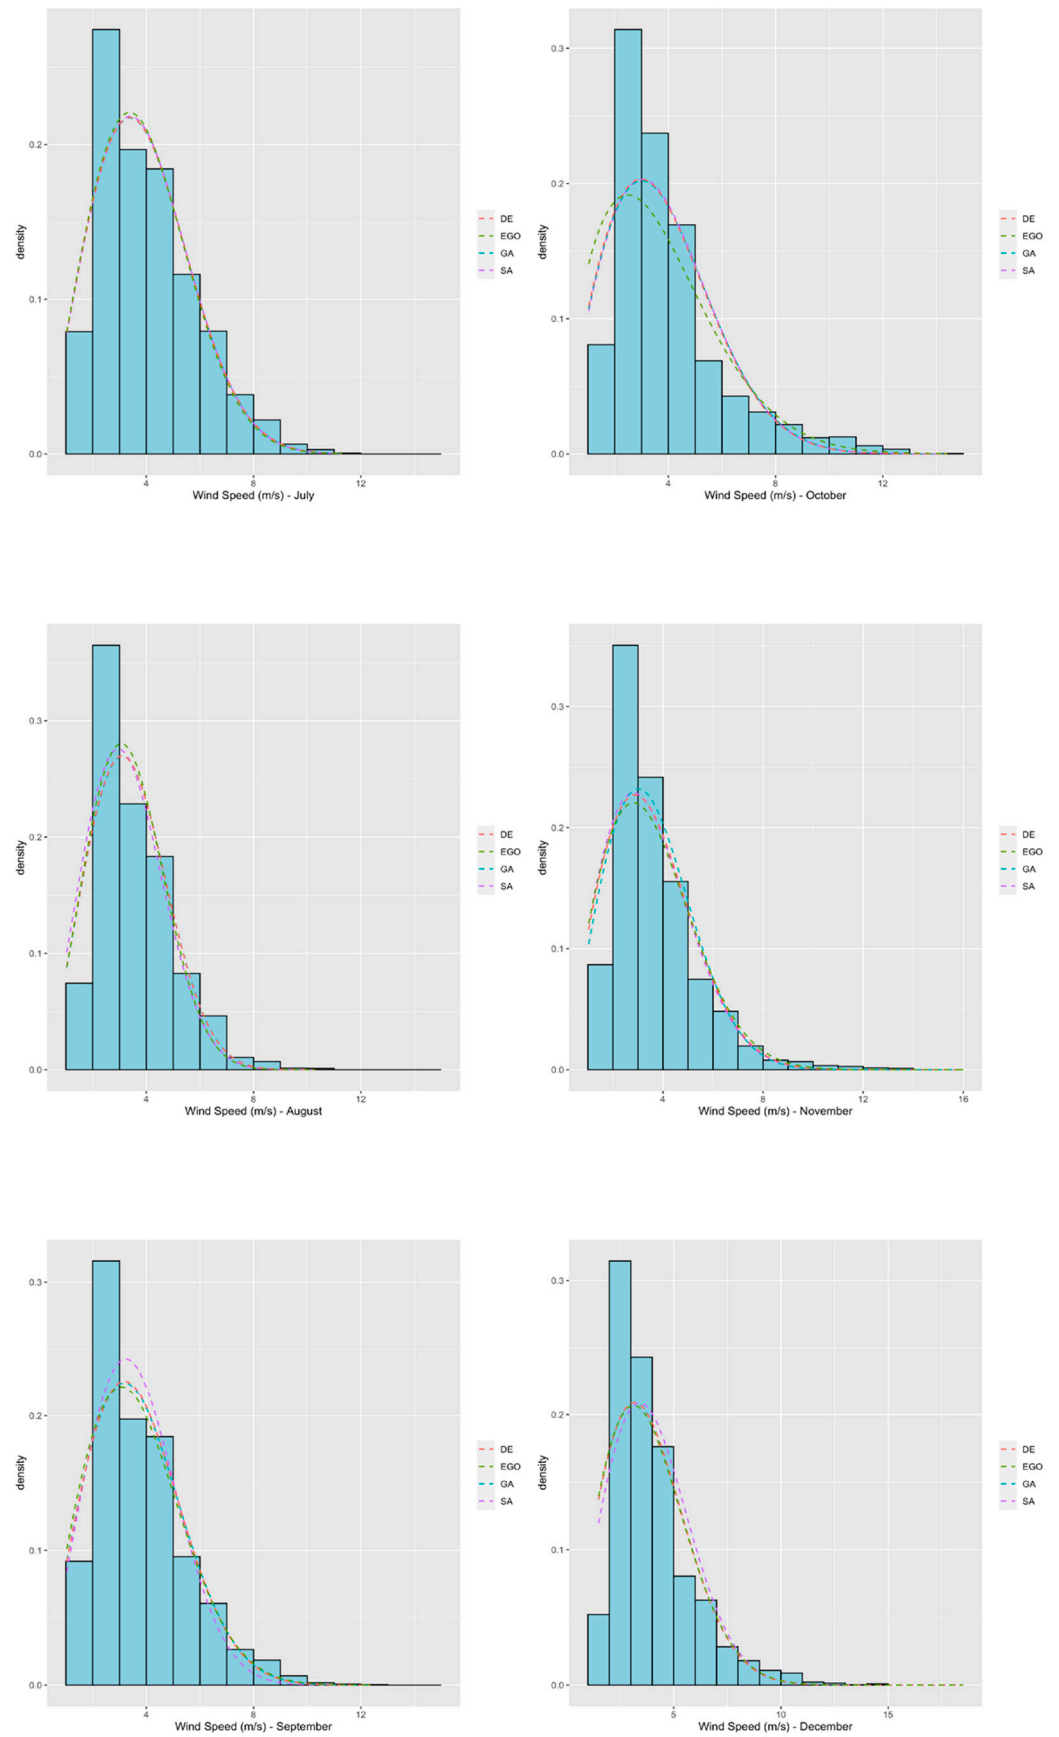 density
0.2
0.1
0.0
4
8
12
Wind Speed (m/s) - July
DE
EGO
GA
SA
density
0.3
0.2
0.1
0.0
4
8
12
Wind Speed (m/s) - October
DE
EGO
GA
SA
density
0.3
0.2
0.1
0.0
4
8
12
Wind Speed (m/s) - August
DE
EGO
GA
SA
density
0.3
0.2
0.1
0.0
4
8
12
16
Wind Speed (m/s) - November
DE
EGO
GA
SA
density
0.3
0.2
0.1
0.0
4
8
12
Wind Speed (m/s) - September
DE
EGO
GA
SA
density
0.3
0.2
0.1
0.0
5
10
15
Wind Speed (m/s) - December
DE
EGO
GA
SA